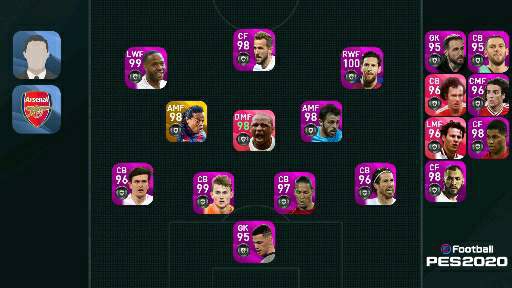 CF
98
LWF
99
RWF
100
AMF
98
DMF
98
AMF
98
CB
96
CB
99
CB
97
CB
96
GK
95
Arsenal
GK
95
CB
95
CB
96
CMF
96
LMF
96
CF
98
CF
98
eFootball
PES2020